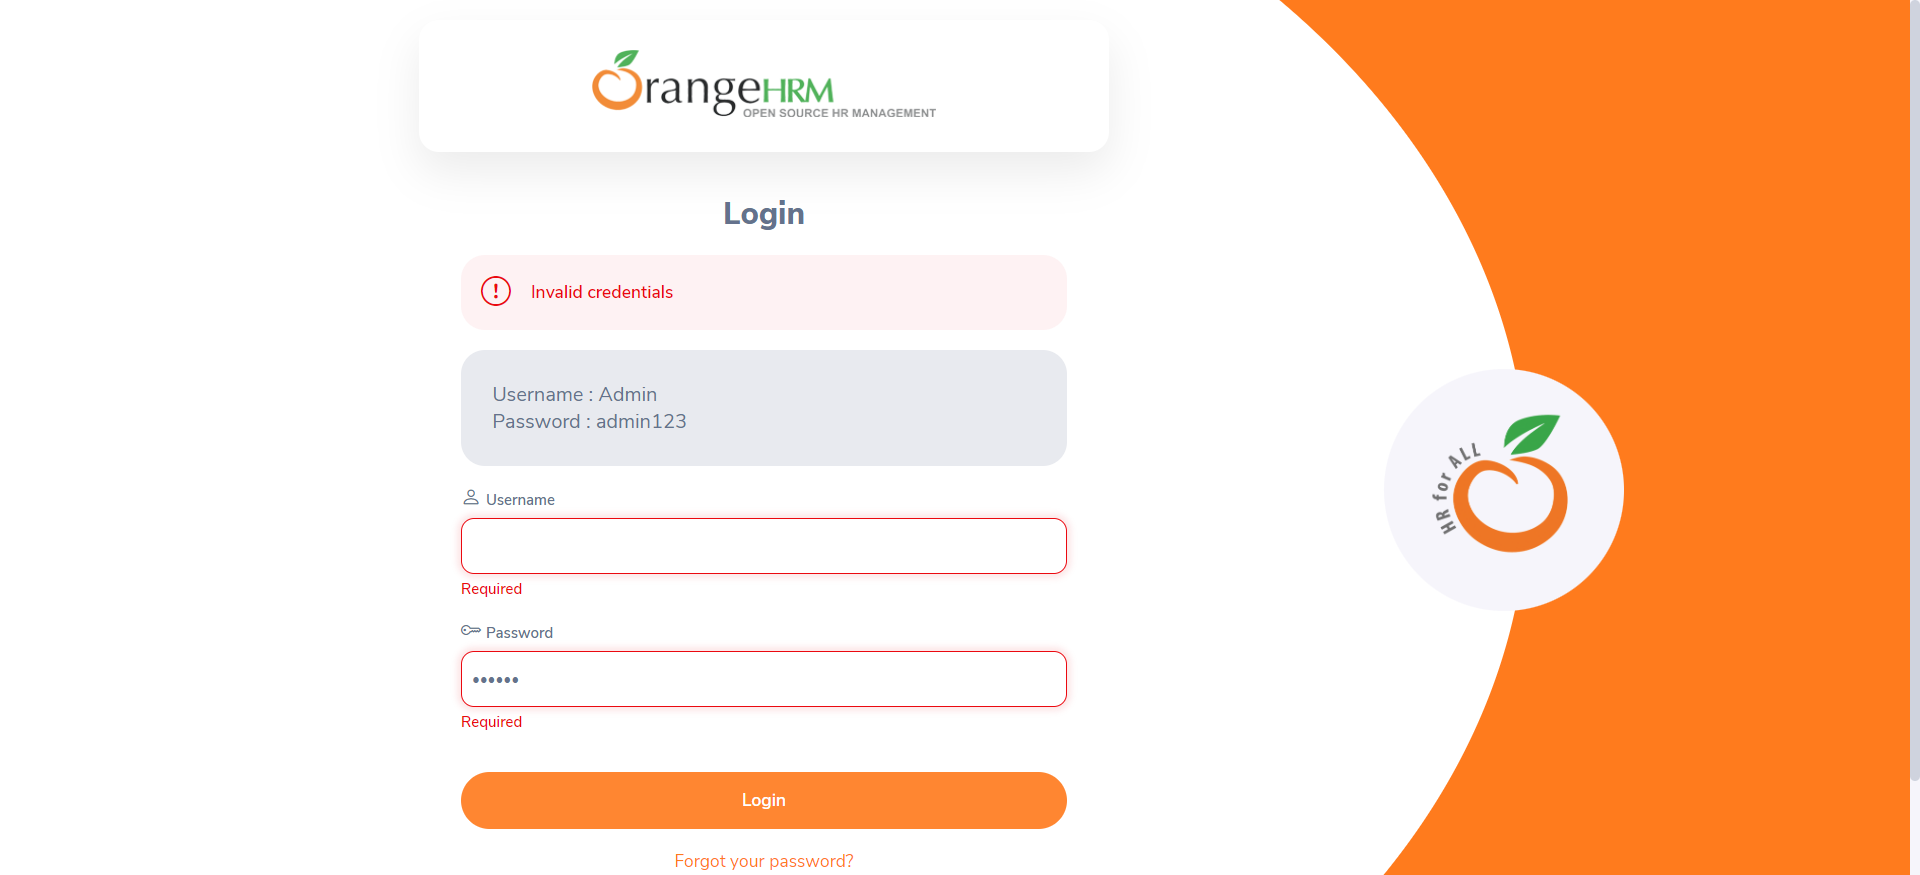 OrangeHRM
OPEN SOURCE HR MANAGEMENT
Login
! Invalid credentials
Username : Admin
Password : admin123
Username
Required
Password
••••••
Required
Login
Forgot your password?
HR for ALL